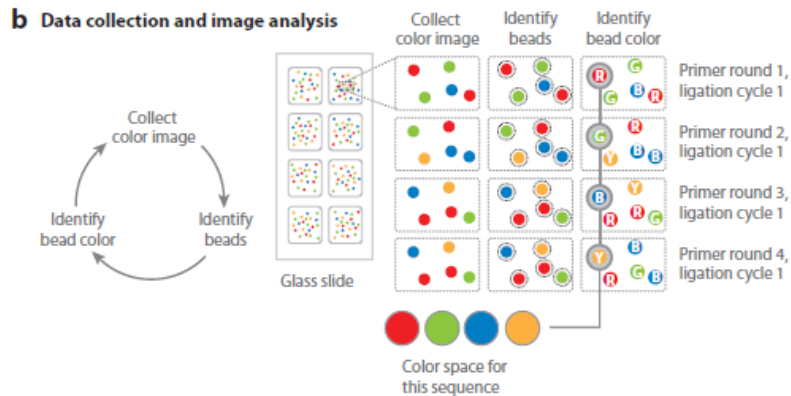 b Data collection and image analysis
Collect
color image
Identify
beads
Identify
bead color
Collect
color image
Identify
beads
Identify
bead color
Glass slide
R G G B R
Primer round 1,
ligation cycle 1
G R Y B B
Primer round 2,
ligation cycle 1
B Y R R G
Primer round 3,
ligation cycle 1
Y B R G B
Primer round 4,
ligation cycle 1
Color space for
this sequence